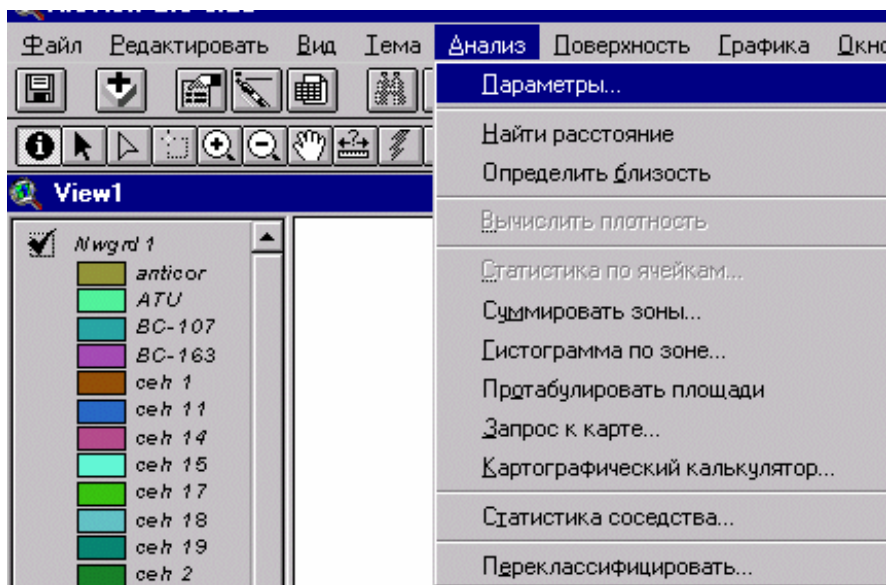 Файл Редактировать Вид Тема Анализ Поверхность Графика
Параметры...
Найти расстояние
Определить близость
Вычислить плотность
Статистика по ячейкам...
Суммировать зоны...
Гистограмма по зоне...
Протабулировать площади
Запрос к карте...
Картографический калькулятор...
Статистика соседства...
Переклассифицировать...
View1
Nwgrd 1
anticor
ATU
BC-107
BC-163
ceh 1
ceh 11
ceh 14
ceh 15
ceh 17
ceh 18
ceh 19
ceh 2